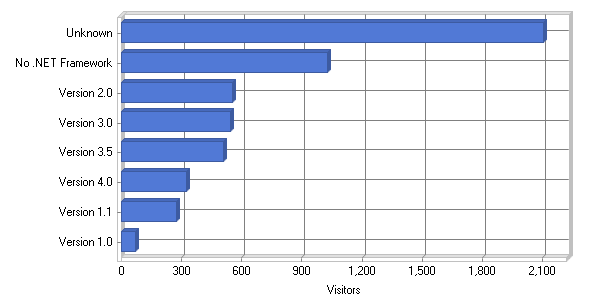 Unknown
No .NET Framework
Version 2.0
Version 3.0
Version 3.5
Version 4.0
Version 1.1
Version 1.0
0 300 600 900 1,200 1,500 1,800 2,100
Visitors